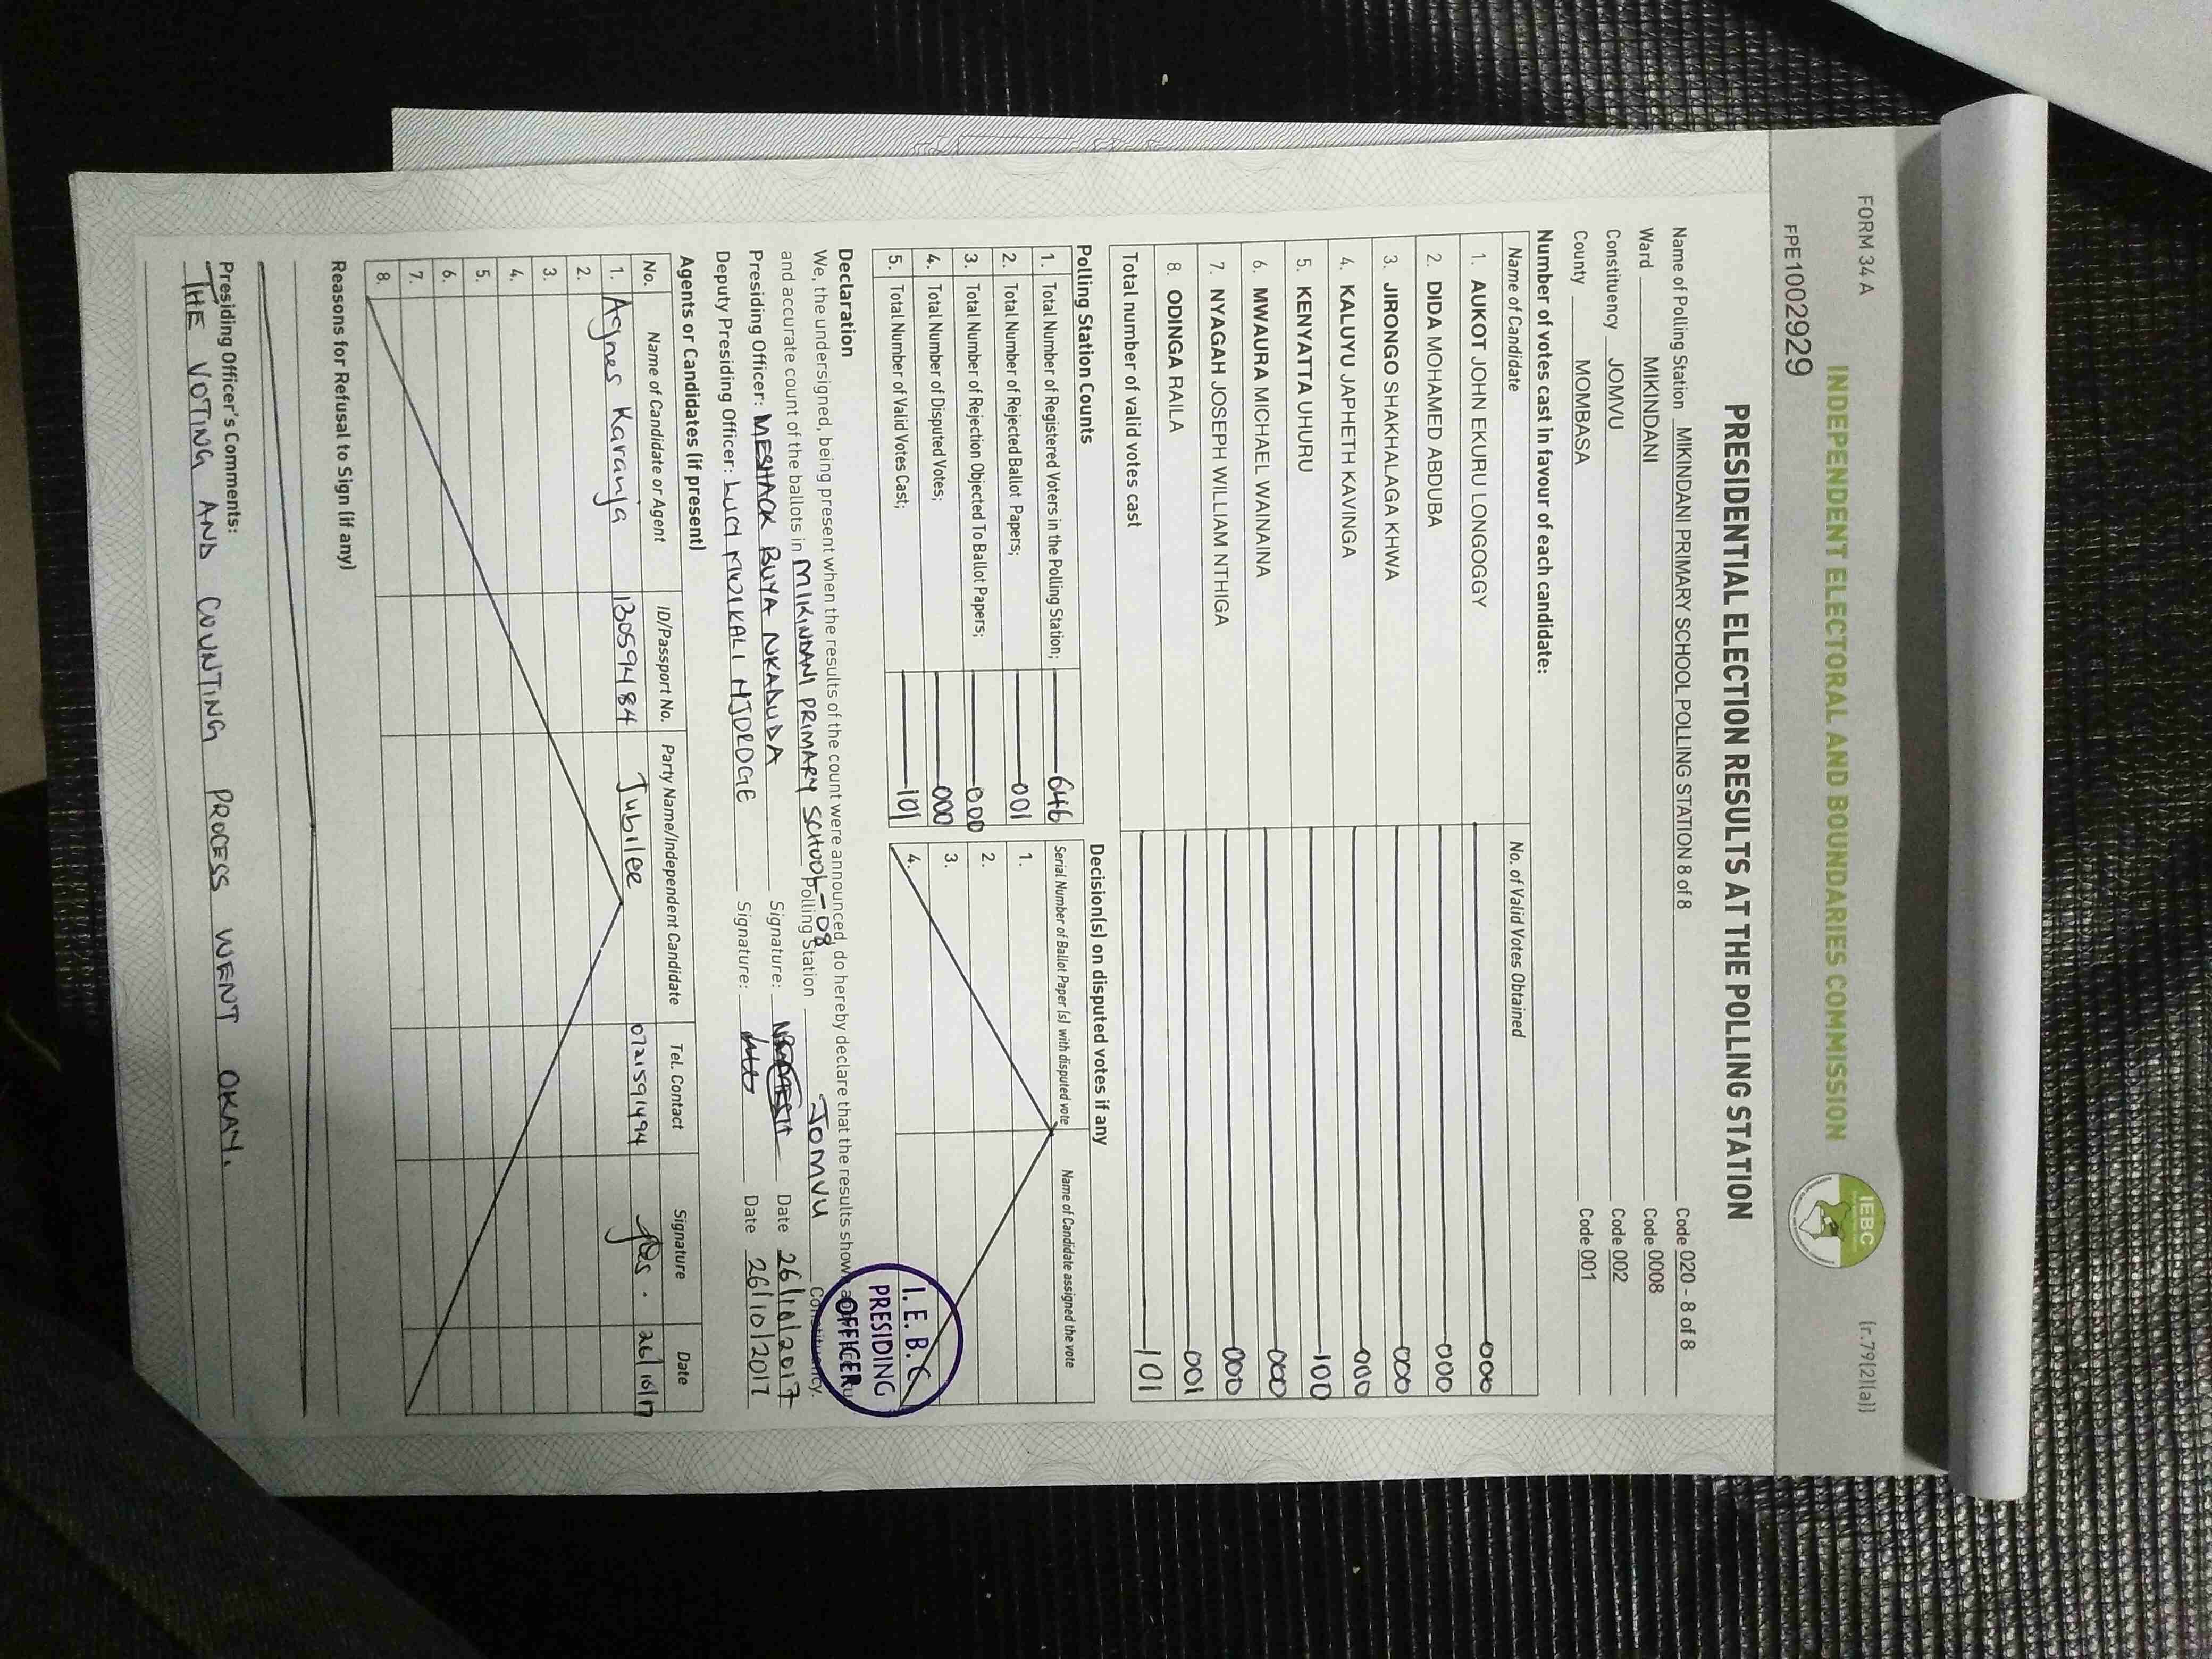 FORM 34 A
(r.79(2)(a))
INDEPENDENT ELECTORAL AND BOUNDARIES COMMISSION
IEBC
FPE1002929
PRESIDENTIAL ELECTION RESULTS AT THE POLLING STATION
Name of Polling Station MIKINDANI PRIMARY SCHOOL POLLING STATION 8 of 8 Code 020 - 8 of 8
Ward MIKINDANI Code 0008
Constituency JOMVU Code 002
County MOMBASA Code 001
Number of votes cast in favour of each candidate:
Name of Candidate No. of Valid Votes Obtained
1. AUKOT JOHN EKURU LONGOGGY 000
2. DIDA MOHAMED ABDUBA 000
3. JIRONGO SHAKHALAGA KHWA 000
4. KALUYU JAPHETH KAVINGA 000
5. KENYATTA UHURU 100
6. MWAURA MICHAEL WAINAINA 000
7. NYAGAH JOSEPH WILLIAM NTHIGA 000
8. ODINGA RAILA 001
Total number of valid votes cast 101
Polling Station Counts
1. Total Number of Registered Voters in the Polling Station; 646
2. Total Number of Rejected Ballot Papers; 001
3. Total Number of Rejection Objected To Ballot Papers; 000
4. Total Number of Disputed Votes; 000
5. Total Number of Valid Votes Cast; 101
Decision(s) on disputed votes if any
Serial Number of Ballot Paper (s) with disputed vote Name of Candidate assigned the vote
1.
2.
3.
4.
I. E. B. C
PRESIDING
OFFICER
Declaration
We, the undersigned, being present when the results of the count were announced, do hereby declare that the results show
and accurate count of the ballots in MIKINDANI PRIMARY SCHOOL-08 Polling Station JOMVU Constituency.
Presiding Officer: MESHACK BUYA NKADUDA Signature: Date 26/10/2017
Deputy Presiding Officer: Signature: Date 26/10/2017
Agents or Candidates (if present)
No. Name of Candidate or Agent ID/Passport No. Party Name/Independent Candidate Tel. Contact Signature Date
1. Agnes Karanja 13059484 Jubilee 0721591494 26/10/17
2.
3.
4.
5.
6.
7.
8.
Reasons for Refusal to Sign (if any)
Presiding Officer's Comments:
THE VOTING AND COUNTING PROCESS WENT OKAY.